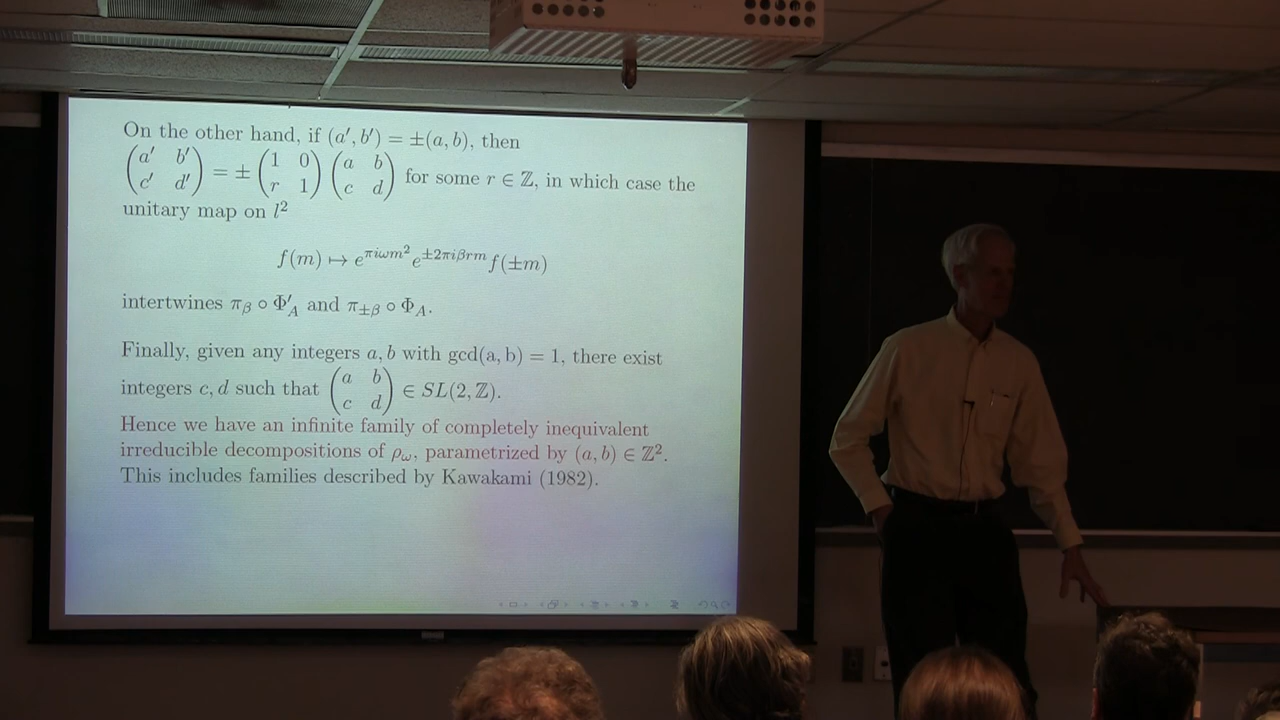 On the other hand, if (a′, b′) = ±(a, b), then
(a′ b′ c′ d′) = ± (1 0 r 1) (a b c d) for some r ∈ ℤ, in which case the
unitary map on l²
f(m) ↦ e^{πiωm²} e^{±2πiβrm} f(±m)
intertwines π_β ∘ Φ′_A and π_{±β} ∘ Φ_A.
Finally, given any integers a, b with gcd(a, b) = 1, there exist
integers c, d such that (a b c d) ∈ SL(2, ℤ).
Hence we have an infinite family of completely inequivalent
irreducible decompositions of ρ_ω, parametrized by (a, b) ∈ ℤ².
This includes families described by Kawakami (1982).